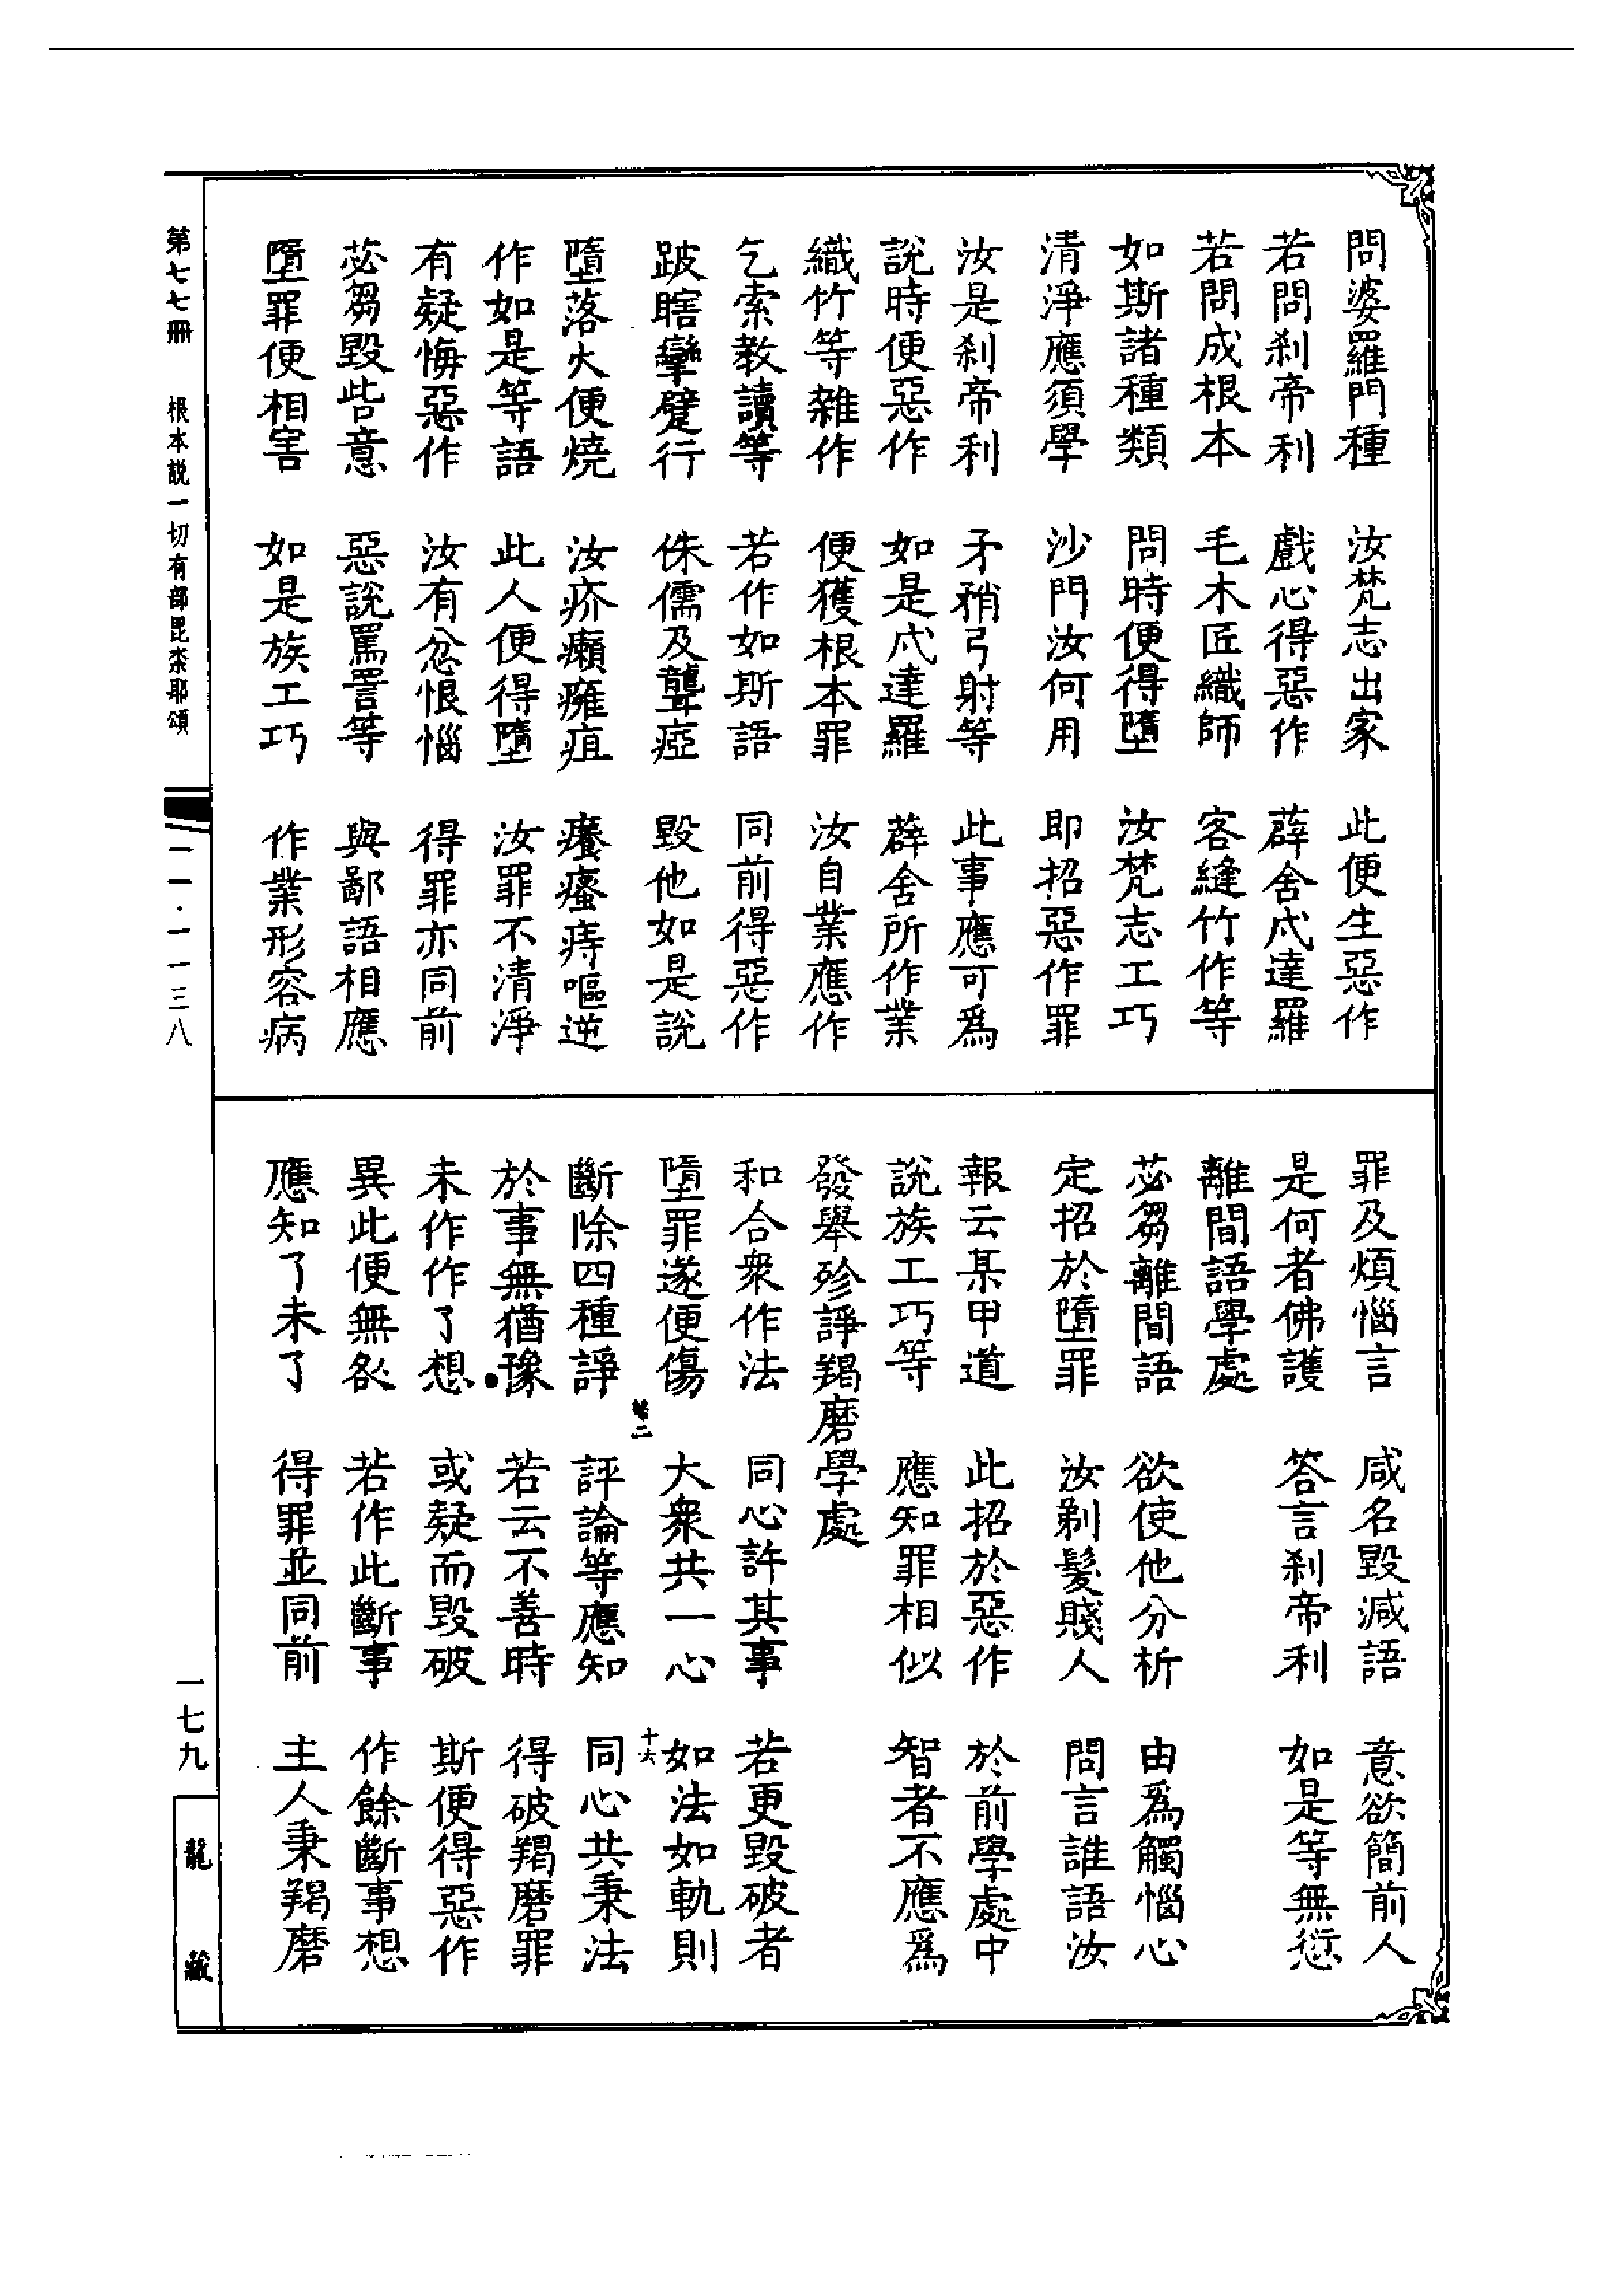 問婆羅門種　汝梵志出家　此便生惡作
若問刹帝利　戲心得惡作　薜舍戍達羅
若問成根本　毛木匠織師　客縫竹作等
如斯諸種類　問時便得墮　汝梵志工巧
清淨應須學　沙門汝何用　即招惡作罪
汝是刹帝利　矛矟弓射等　此事應可爲
說時便惡作　如是戍達羅　薜舍所作業
織竹等雜作　便獲根本罪　汝自業應作
乞索教讀等　若作如斯語　同前得惡作
跛瞎攣躄行　侏儒及聾瘂　毀他如是說
墮落火便燒　汝疥癩癰疽　癢瘙痔嘔逆
作如是等語　此人便得墮　汝罪不清淨
有疑悔惡作　汝有忿恨惱　得罪亦同前
苾芻毀呰意　惡說罵詈等　與鄙語相應
墮罪便相害　如是族工巧　作業形容病
罪及煩惱言　咸名毀減語　意欲簡前人
是何者佛護　答言刹帝利　如是等無愆
離間語學處
苾芻離間語　欲使他分析　由爲觸惱心
定招於墮罪　汝剃髮賤人　問言誰語汝
報云某甲道　此招於惡作　於前學處中
說族工巧等　應知罪相似　智者不應爲
發舉殄諍羯磨學處
和合衆作法　同心許其事　若更毀破者
墮罪遂便傷　大衆共一心　如法如軌則
卷二　十六
斷除四種諍　評論等應知　同心共秉法
於事無猶豫　若云不善時　得破羯磨罪
未作作了想　或疑而毀破　斯便得惡作
異此便無咎　若作此斷事　作餘斷事想
應知了未了　得罪並同前　主人秉羯磨
第七七冊　根本說一切有部毘柰耶頌
一一·一一三八
一七九
龍藏